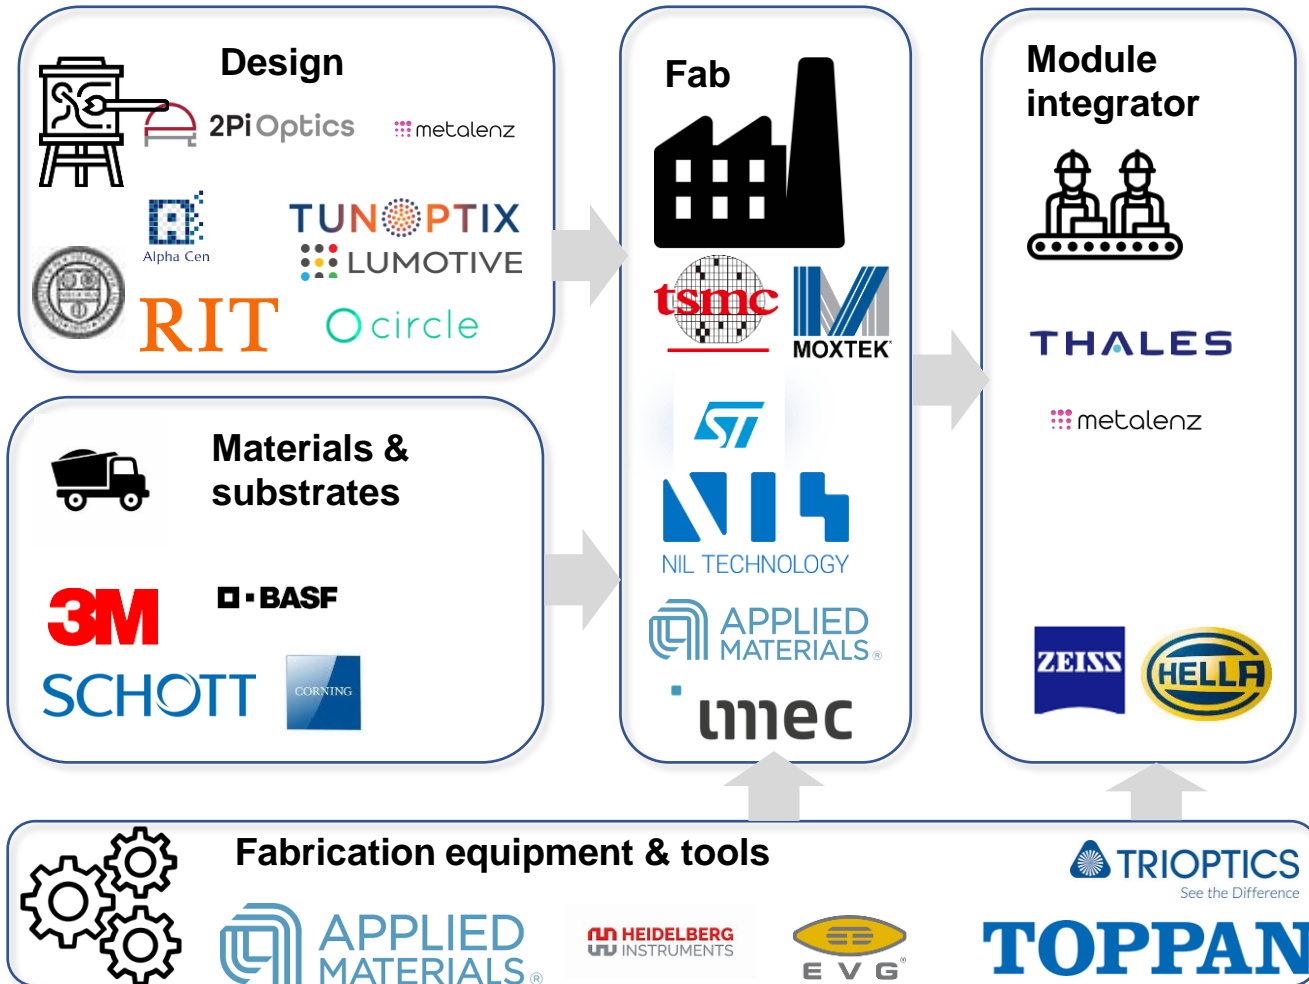 Design
2Pi Optics
metalenz
Alpha Cen
TUNOPTIX
LUMOTIVE
RIT
circle
Materials &
substrates
3M
BASF
SCHOTT
CORNING
Fab
tsmc
MOXTEK
ST
NIL
NIL TECHNOLOGY
APPLIED
MATERIALS®
imec
Module
integrator
THALES
metalenz
ZEISS
HELLA
Fabrication equipment & tools
APPLIED
MATERIALS®
HEIDELBERG
INSTRUMENTS
EVG®
TRIOPTICS
See the Difference
TOPPAN